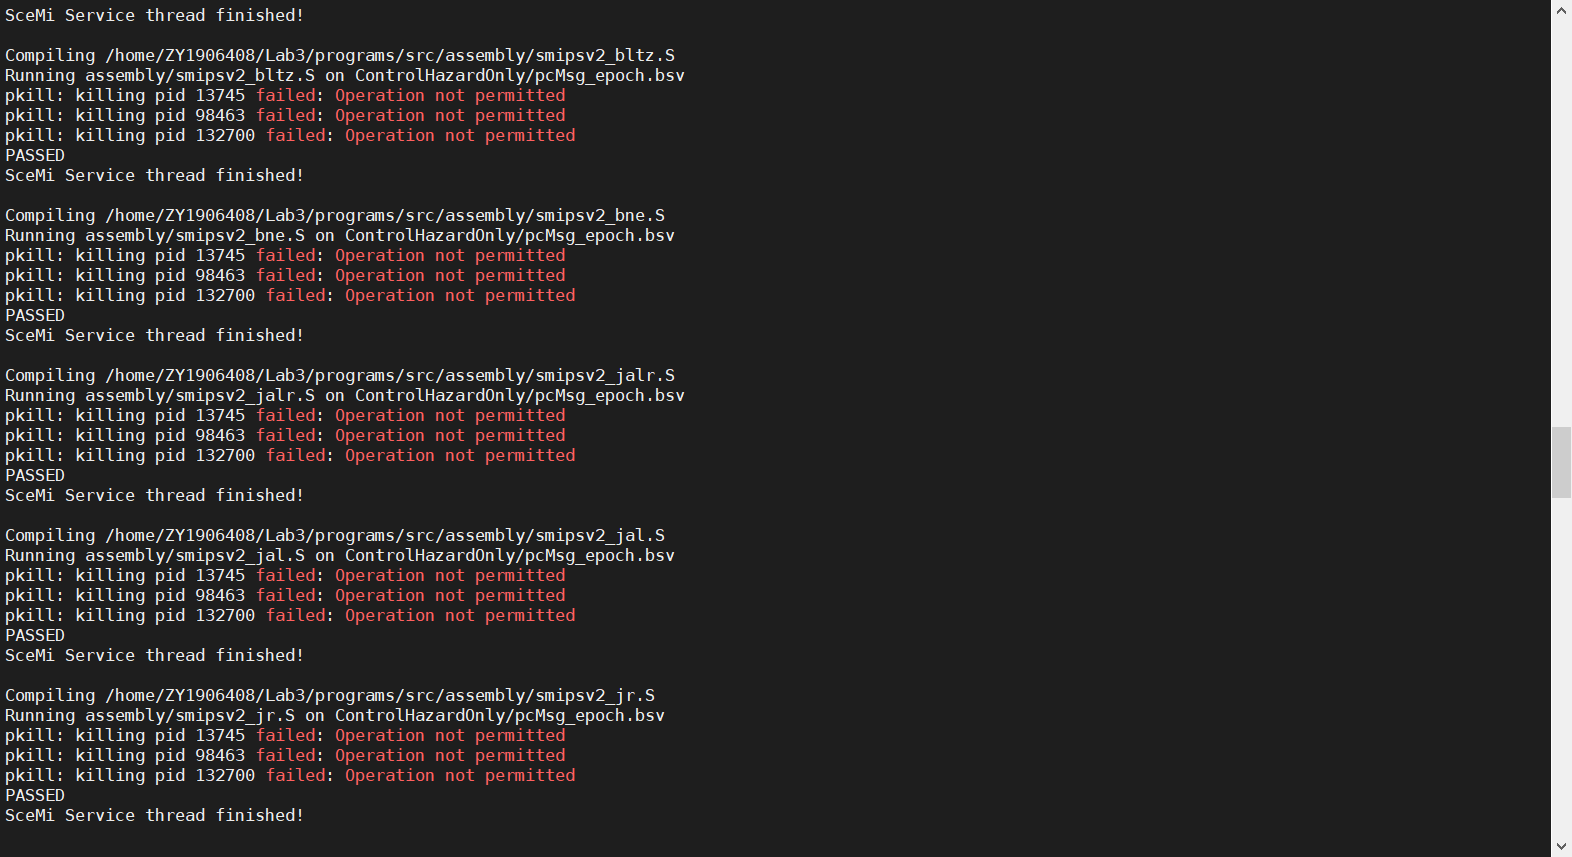 SceMi Service thread finished!
Compiling /home/ZY1906408/Lab3/programs/src/assembly/smipsv2_bltz.S
Running assembly/smipsv2_bltz.S on ControlHazardOnly/pcMsg_epoch.bsv
pkill: killing pid 13745 failed: Operation not permitted
pkill: killing pid 98463 failed: Operation not permitted
pkill: killing pid 132700 failed: Operation not permitted
PASSED
SceMi Service thread finished!
Compiling /home/ZY1906408/Lab3/programs/src/assembly/smipsv2_bne.S
Running assembly/smipsv2_bne.S on ControlHazardOnly/pcMsg_epoch.bsv
pkill: killing pid 13745 failed: Operation not permitted
pkill: killing pid 98463 failed: Operation not permitted
pkill: killing pid 132700 failed: Operation not permitted
PASSED
SceMi Service thread finished!
Compiling /home/ZY1906408/Lab3/programs/src/assembly/smipsv2_jalr.S
Running assembly/smipsv2_jalr.S on ControlHazardOnly/pcMsg_epoch.bsv
pkill: killing pid 13745 failed: Operation not permitted
pkill: killing pid 98463 failed: Operation not permitted
pkill: killing pid 132700 failed: Operation not permitted
PASSED
SceMi Service thread finished!
Compiling /home/ZY1906408/Lab3/programs/src/assembly/smipsv2_jal.S
Running assembly/smipsv2_jal.S on ControlHazardOnly/pcMsg_epoch.bsv
pkill: killing pid 13745 failed: Operation not permitted
pkill: killing pid 98463 failed: Operation not permitted
pkill: killing pid 132700 failed: Operation not permitted
PASSED
SceMi Service thread finished!
Compiling /home/ZY1906408/Lab3/programs/src/assembly/smipsv2_jr.S
Running assembly/smipsv2_jr.S on ControlHazardOnly/pcMsg_epoch.bsv
pkill: killing pid 13745 failed: Operation not permitted
pkill: killing pid 98463 failed: Operation not permitted
pkill: killing pid 132700 failed: Operation not permitted
PASSED
SceMi Service thread finished!